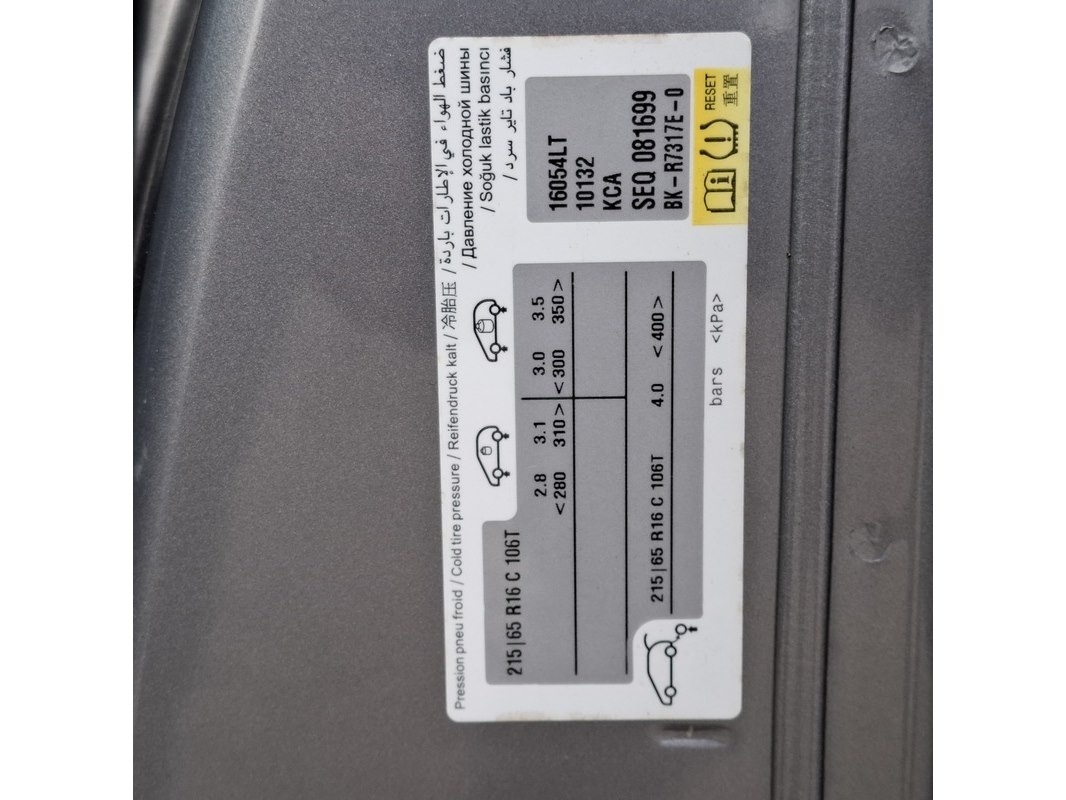 Pression pneu froid / Cold tire pressure / Reifendruck kalt / 冷胎压 / ضغط الهواء في الإطارات باردة
/ Давление холодной шины
/ Soğuk lastik basıncı
/ فشار باد تایر سرد
215|65 R16 C 106T
2.8 3.1 3.0 3.5
<280 310> <300 350>
215|65 R16 C 106T 4.0 <400>
bars <kPa>
16054LT
10132
KCA
SEQ 081699
BK-R7317E-0
RESET
重置